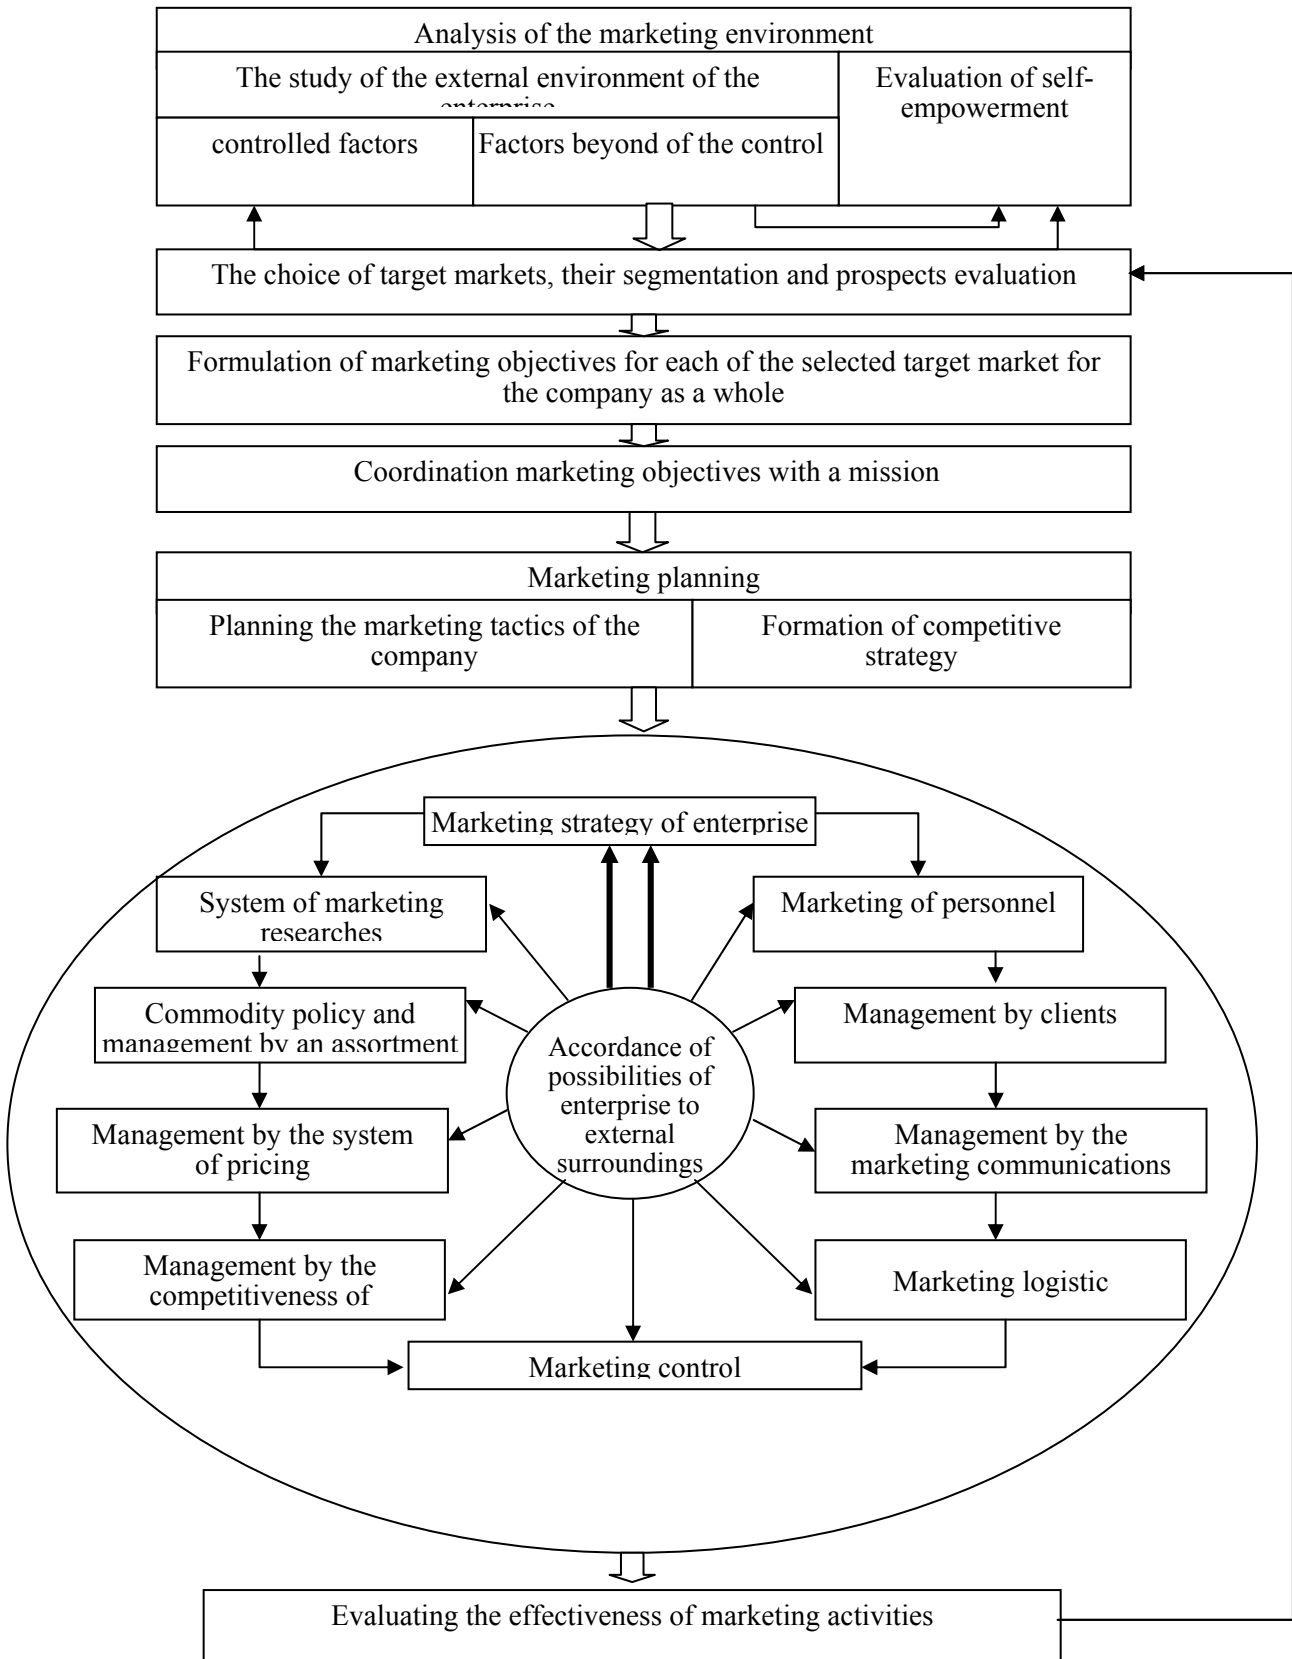 Analysis of the marketing environment
The study of the external environment of the
enterprise
Evaluation of self-
empowerment
controlled factors
Factors beyond of the control
The choice of target markets, their segmentation and prospects evaluation
Formulation of marketing objectives for each of the selected target market for
the company as a whole
Coordination marketing objectives with a mission
Marketing planning
Planning the marketing tactics of the
company
Formation of competitive
strategy
Marketing strategy of enterprise
System of marketing
researches
Marketing of personnel
Commodity policy and
management by an assortment
Management by clients
Accordance of
possibilities of
enterprise to
external
surroundings
Management by the system
of pricing
Management by the
marketing communications
Management by the
competitiveness of
Marketing logistic
Marketing control
Evaluating the effectiveness of marketing activities